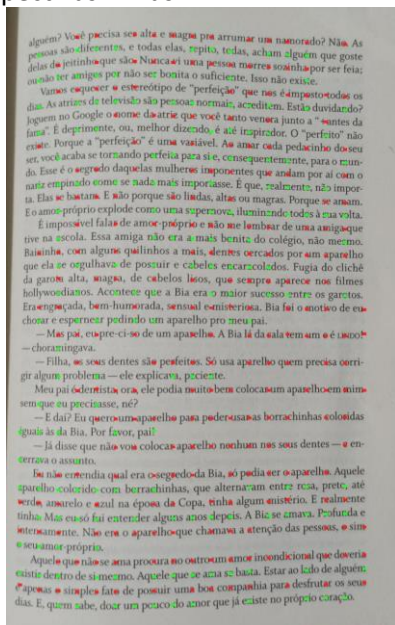 alguém? Você precisa ser alta e magra pra arrumar um namorado? Não. As
pessoas são diferentes, e todas elas, repito, todas, acham alguém que goste
delas do jeitinho que são. Nunca vi uma pessoa morrer sozinha por ser feia;
ou não ter amigos por não ser bonita o suficiente. Isso não existe.
Vamos esquecer o estereótipo de "perfeição" que nos é imposto todos os
dias. As atrizes de televisão são pessoas normais, acreditem. Estão duvidando?
Joguem no Google o nome da atriz que você tanto venera junto a "antes da
fama". É deprimente, ou, melhor dizendo, é até inspirador. O "perfeito" não
existe. Porque a "perfeição" é uma variável. Ao amar cada pedacinho do seu
ser, você acaba se tornando perfeita para si e, consequentemente, para o mun-
do. Esse é o segredo daquelas mulheres imponentes que andam por aí com o
nariz empinado como se nada mais importasse. É que, realmente, não impor-
ta. Elas se bastam. E não porque são lindas, altas ou magras. Porque se amam.
E o amor-próprio explode como uma supernova, iluminando todos à sua volta.
É impossível falar de amor-próprio e não me lembrar de uma amiga que
tive na escola. Essa amiga não era a mais bonita do colégio, não mesmo.
Baixinha, com alguns quilinhos a mais, dentes cercados por um aparelho
que ela se orgulhava de possuir e cabelos encaracolados. Fugia do clichê
da garota alta, magra, de cabelos lisos, que sempre aparece nos filmes
hollywoodianos. Acontece que a Bia era o maior sucesso entre os garotos.
Era engraçada, bem-humorada, sensual e misteriosa. Bia foi o motivo de eu
chorar e espernear pedindo um aparelho pro meu pai.
— Mas pai, eu pre-ci-so de um aparelho. A Bia lá da sala tem um e é LINDO!
— choramingava.
— Filha, os seus dentes são perfeitos. Só usa aparelho quem precisa corri-
gir algum problema — ele explicava, paciente.
Meu pai é dentista, ora, ele podia muito bem colocar um aparelho em mim
sem que eu precisasse, né?
— E daí? Eu quero um aparelho para poder usar as borrachinhas coloridas
iguais às da Bia. Por favor, pai!
— Já disse que não vou colocar aparelho nenhum nos seus dentes — e en-
cerrava o assunto.
Eu não entendia qual era o segredo da Bia, só podia ser o aparelho. Aquele
aparelho colorido com borrachinhas, que alternavam entre rosa, preto, até
verde, amarelo e azul na época da Copa, tinha algum mistério. E realmente
tinha. Mas eu só fui entender alguns anos depois. A Bia se amava. Profunda e
intensamente. Não era o aparelho que chamava a atenção das pessoas, e sim
o seu amor-próprio.
Aquele que não se ama procura no outro um amor incondicional que deveria
existir dentro de si mesmo. Aquele que se ama se basta. Estar ao lado de alguém
é apenas o simples fato de possuir uma boa companhia para desfrutar os seus
dias. E, quem sabe, doar um pouco do amor que já existe no próprio coração.